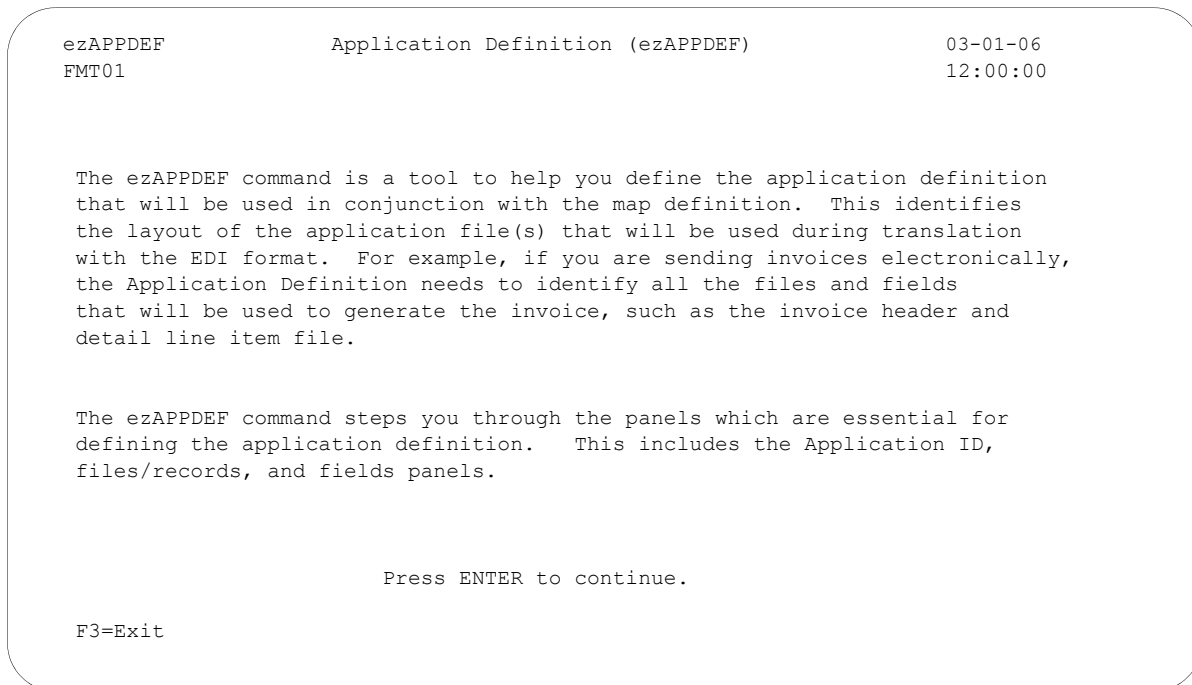 ezAPPDEF Application Definition (ezAPPDEF) 03-01-06
FMT01 12:00:00
The ezAPPDEF command is a tool to help you define the application definition
that will be used in conjunction with the map definition. This identifies
the layout of the application file(s) that will be used during translation
with the EDI format. For example, if you are sending invoices electronically,
the Application Definition needs to identify all the files and fields
that will be used to generate the invoice, such as the invoice header and
detail line item file.
The ezAPPDEF command steps you through the panels which are essential for
defining the application definition. This includes the Application ID,
files/records, and fields panels.
Press ENTER to continue.
F3=Exit